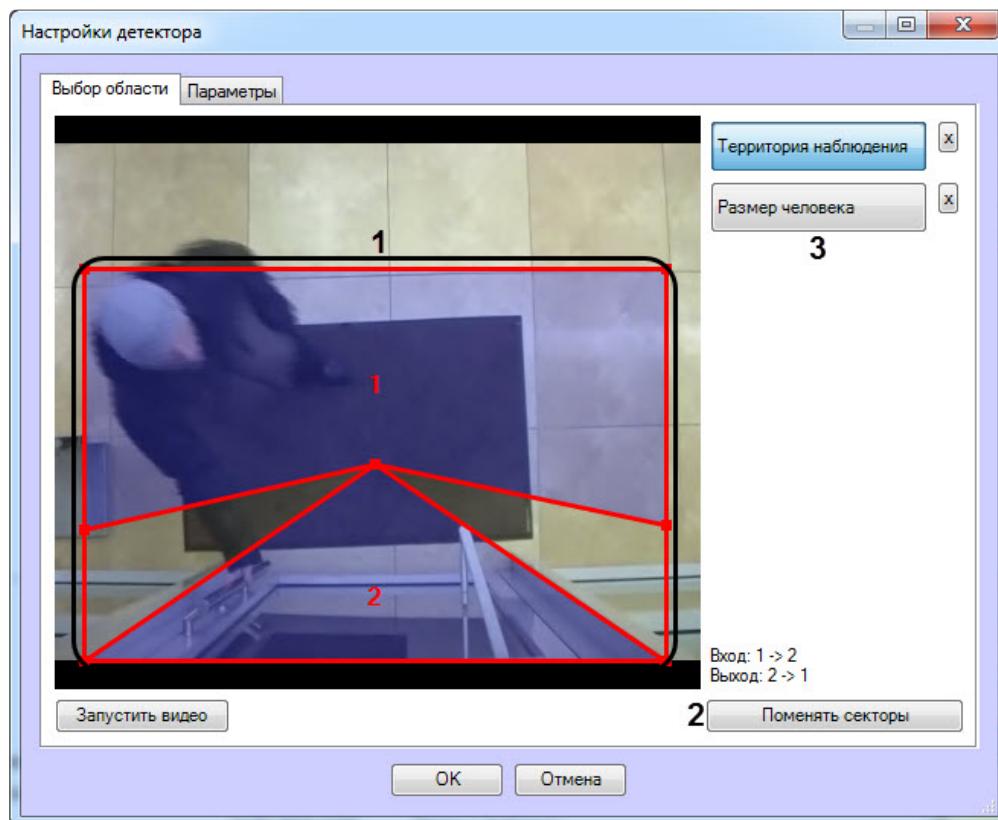 Настройки детектора
x
Выбор области
Параметры
Территория наблюдения
x
Размер человека
x
3
1
1
2
Вход: 1 -> 2
Выход: 2 -> 1
Запустить видео
2
Поменять секторы
OK
Отмена